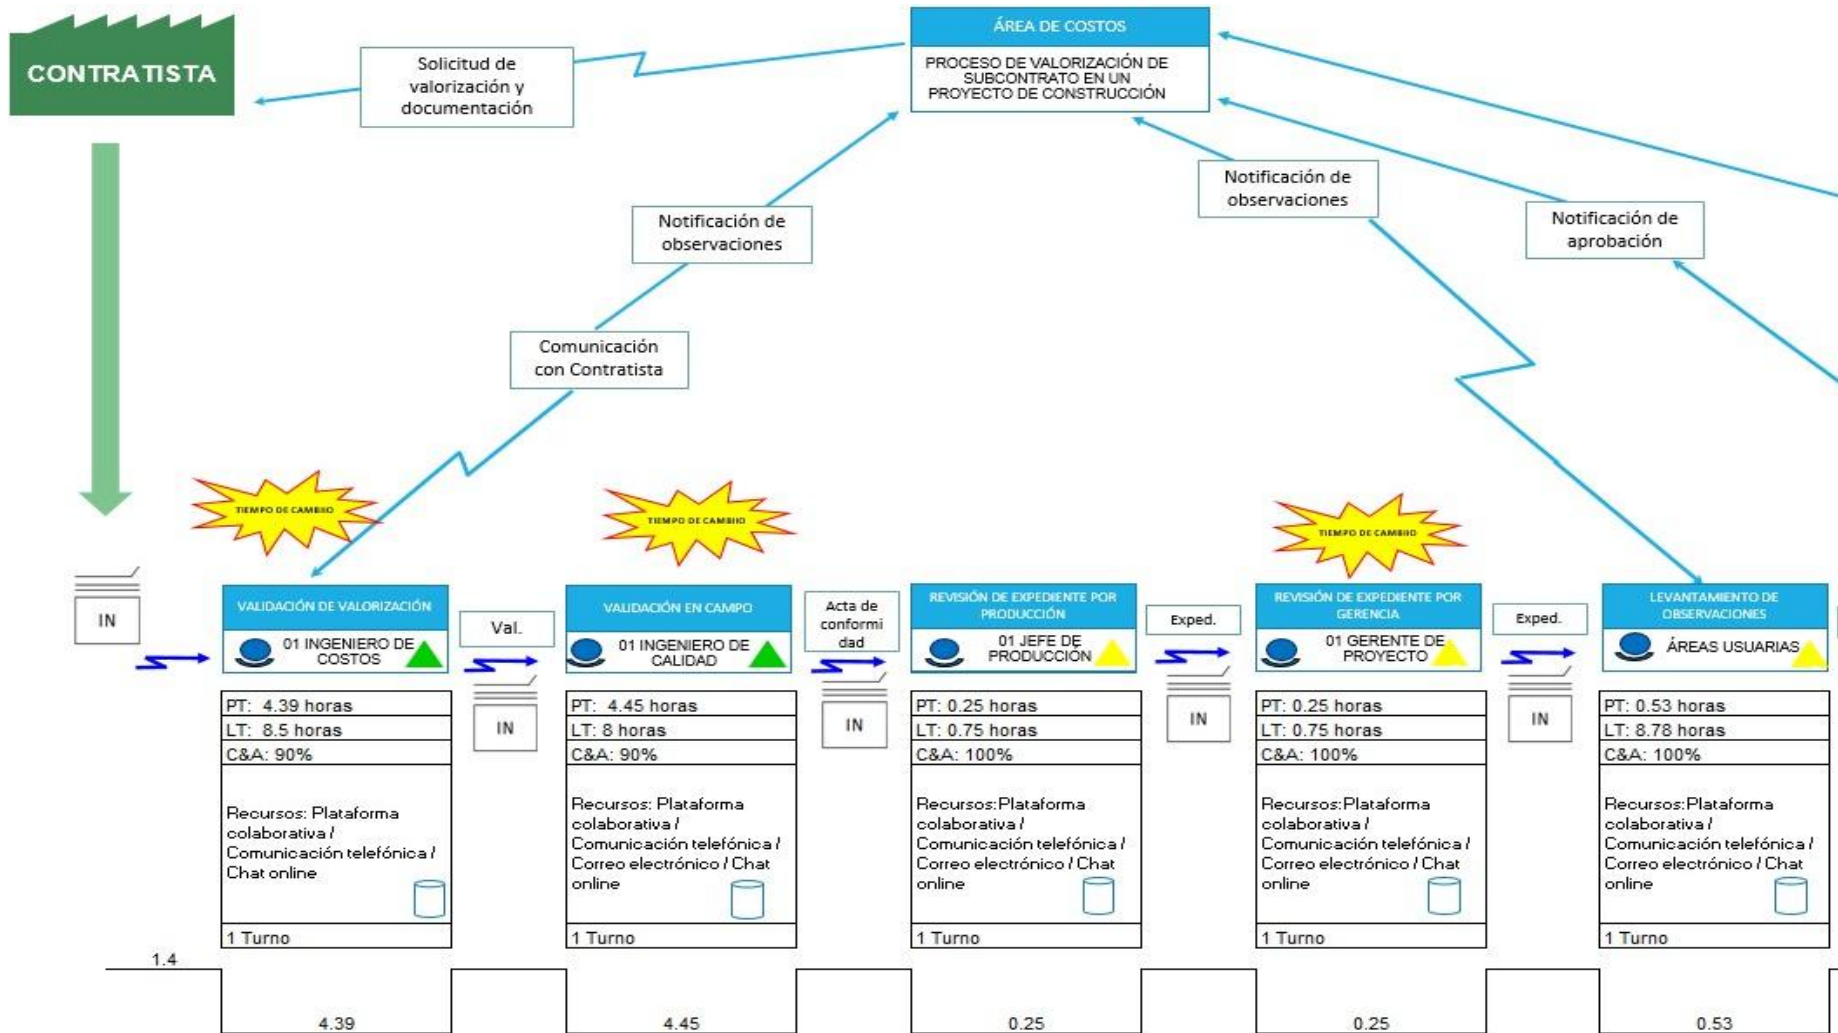 CONTRATISTA
Solicitud de
valorización y
documentación
ÁREA DE COSTOS
PROCESO DE VALORIZACIÓN DE
SUBCONTRATO EN UN
PROYECTO DE CONSTRUCCIÓN
Notificación de
observaciones
Notificación de
observaciones
Notificación de
aprobación
Comunicación
con Contratista
TIEMPO DE CAMBIIO
TIEMPO DE CAMBIIO
TIEMPO DE CAMBIIO
IN
VALIDACIÓN DE VALORIZACIÓN
01 INGENIERO DE
COSTOS
PT: 4.39 horas
LT: 8.5 horas
C&A: 90%
Recursos: Plataforma
colaborativa /
Comunicación telefónica /
Chat online
1 Turno
Val.
IN
VALIDACIÓN EN CAMPO
01 INGENIERO DE
CALIDAD
PT: 4.45 horas
LT: 8 horas
C&A: 90%
Recursos: Plataforma
colaborativa /
Comunicación telefónica /
Correo electrónico / Chat
online
1 Turno
Acta de
conformi
dad
IN
REVISIÓN DE EXPEDIENTE POR
PRODUCCIÓN
01 JEFE DE
PRODUCCIÓN
PT: 0.25 horas
LT: 0.75 horas
C&A: 100%
Recursos:Plataforma
colaborativa /
Comunicación telefónica /
Correo electrónico / Chat
online
1 Turno
Exped.
IN
REVISIÓN DE EXPEDIENTE POR
GERENCIA
01 GERENTE DE
PROYECTO
PT: 0.25 horas
LT: 0.75 horas
C&A: 100%
Recursos:Plataforma
colaborativa /
Comunicación telefónica /
Correo electrónico / Chat
online
1 Turno
Exped.
IN
LEVANTAMIENTO DE
OBSERVACIONES
ÁREAS USUARIAS
PT: 0.53 horas
LT: 8.78 horas
C&A: 100%
Recursos:Plataforma
colaborativa /
Comunicación telefónica /
Correo electrónico / Chat
online
1 Turno
1.4
4.39
4.45
0.25
0.25
0.53